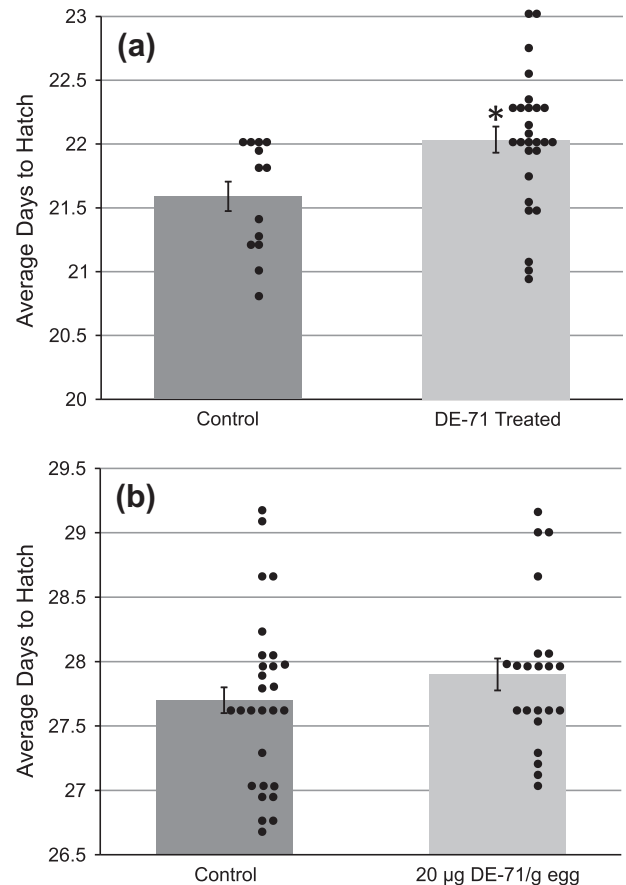 (a)
Average Days to Hatch
23
22.5
22
21.5
21
20.5
20
*
Control DE-71 Treated
(b)
Average Days to Hatch
29.5
29
28.5
28
27.5
27
26.5
Control 20 µg DE-71/g egg